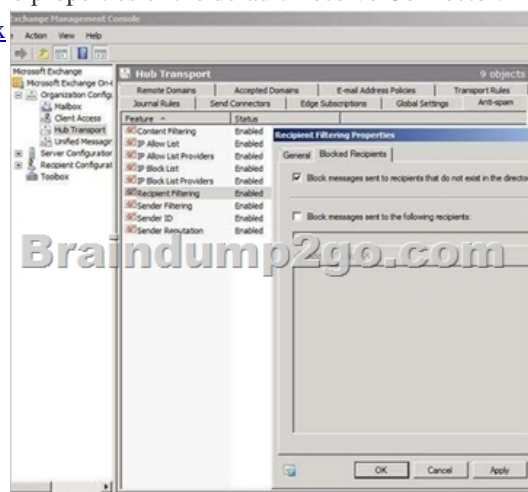 Exchange Management Console
Action View Help
Microsoft Exchange
Microsoft Exchange On-
Organization Config
Mailbox
Client Access
Hub Transport
Unified Messagin
Server Configuration
Recipient Configurat
Toolbox
Hub Transport 9 objects
Remote Domains Accepted Domains E-mail Address Policies Transport Rules
Journal Rules Send Connectors Edge Subscriptions Global Settings Anti-spam
Feature Status
Content Filtering Enabled
IP Allow List Enabled
IP Allow List Providers Enabled
IP Block List Enabled
IP Block List Providers Enabled
Recipient Filtering Enabled
Sender Filtering Enabled
Sender ID Enabled
Sender Reputation Enabled
Recipient Filtering Properties
General Blocked Recipients
Block messages sent to recipients that do not exist in the director
Block messages sent to the following recipients:
Braindump2go.com
OK Cancel Apply